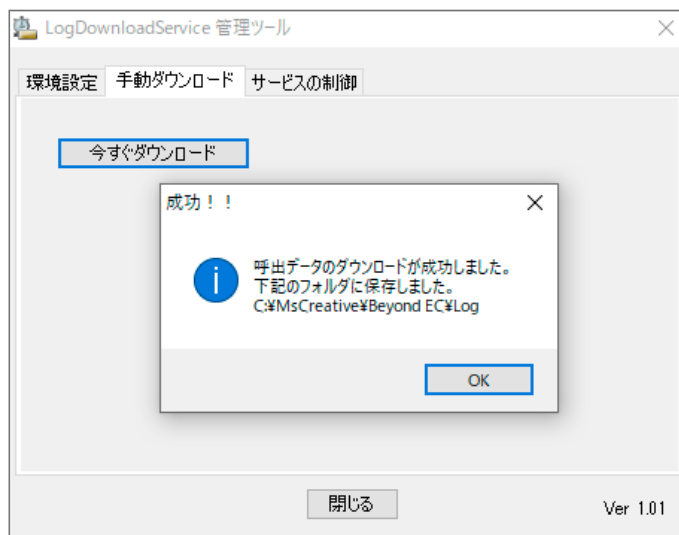 LogDownloadService 管理ツール
環境設定
手動ダウンロード
サービスの制御
今すぐダウンロード
成功！！
呼出データのダウンロードが成功しました。
下記のフォルダに保存しました。
C:¥MsCreative¥Beyond EC¥Log
OK
閉じる
Ver 1.01